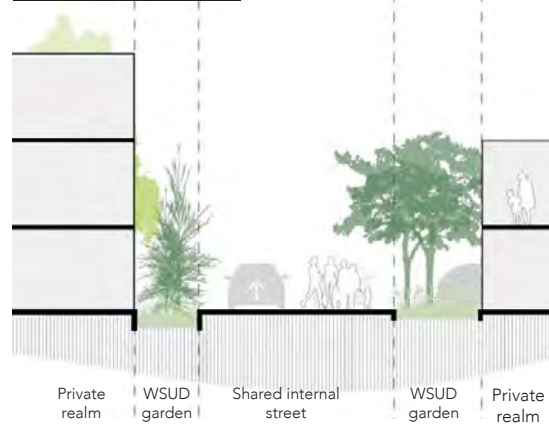 Private realm
WSUD garden
Shared internal street
WSUD garden
Private realm